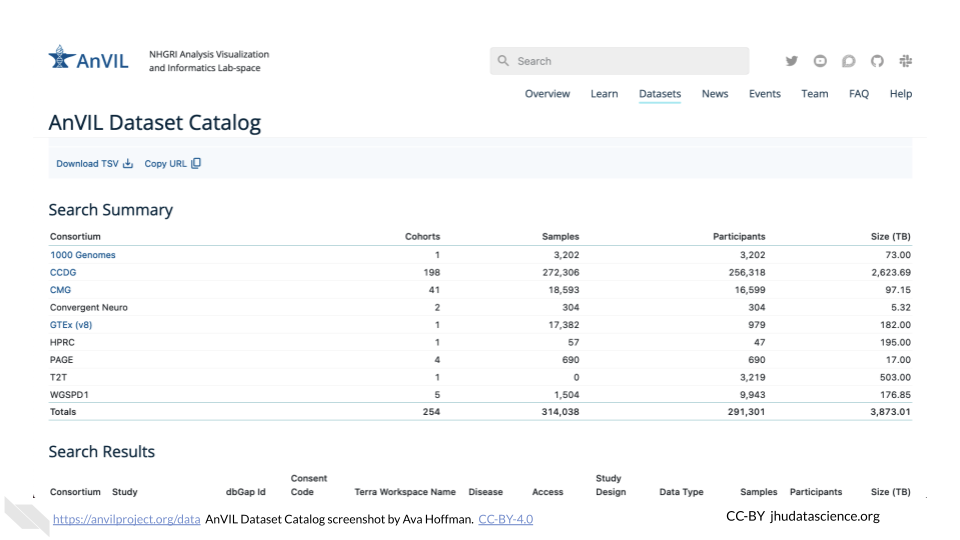 AnVIL
NHGRI Analysis Visualization
and Informatics Lab-space
Search
Overview Learn Datasets News Events Team FAQ Help
AnVIL Dataset Catalog
Download TSV Copy URL
Search Summary
Consortium Cohorts Samples Participants Size (TB)
1000 Genomes 1 3,202 3,202 73.00
CCDG 198 272,306 256,318 2,623.69
CMG 41 18,593 16,599 97.15
Convergent Neuro 2 304 304 5.32
GTEx (v8) 1 17,382 979 182.00
HPRC 1 57 47 195.00
PAGE 4 690 690 17.00
T2T 1 0 3,219 503.00
WGSPD1 5 1,504 9,943 176.85
Totals 254 314,038 291,301 3,873.01
Search Results
Consortium Study dbGap Id Consent Code Terra Workspace Name Disease Access Study Design Data Type Samples Participants Size (TB)
https://anvilproject.org/data AnVIL Dataset Catalog screenshot by Ava Hoffman. CC-BY-4.0
CC-BY jhudatascience.org